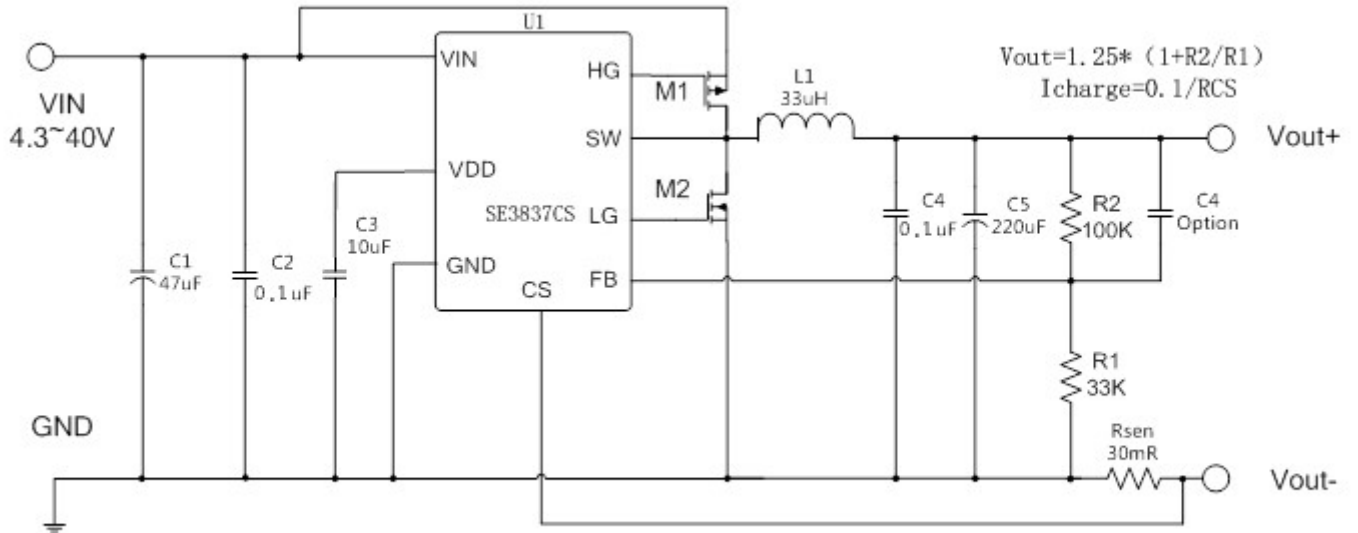 U1
VIN
4.3~40V
GND
C1
47uF
C2
0.1uF
C3
10uF
VIN
VDD
GND
SE3837CS
CS
HG
SW
LG
FB
M1
M2
L1
33uH
Vout=1.25* (1+R2/R1)
Icharge=0.1/RCS
C4
0.1uF
C5
220uF
R2
100K
C4
Option
R1
33K
Rsen
30mR
Vout+
Vout-